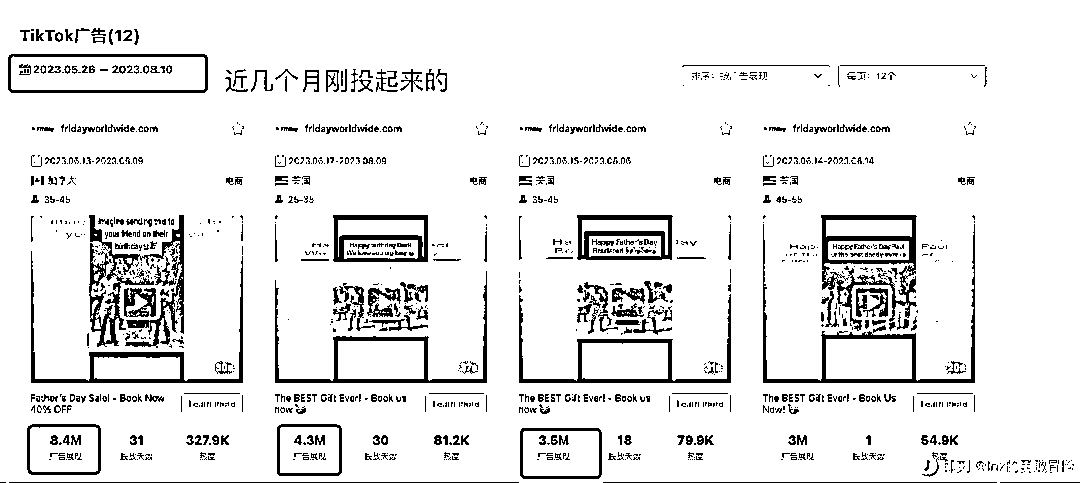 TikTok广告(12)
2023.05.26 – 2023.08.10
近几个月刚投起来的
排序：按广告表现
每页：12个
fridayworldwide.com
fridayworldwide.com
fridayworldwide.com
fridayworldwide.com
2023.06.13-2023.08.09
2023.06.17-2023.08.09
2023.06.15-2023.08.06
2023.06.14-2023.06.14
加拿大
电商
美国
电商
美国
电商
美国
电商
35-45
25-35
35-45
45-55
Imagine sending this to
your friend on their
birthday
Happy Birthday Dad!
Happy Father's Day
Happy Father's Day Paul
Father's Day Sale! - Book Now
40% OFF
Learn more
The BEST Gift Ever! - Book us
now
Learn more
The BEST Gift Ever! - Book us
now
Learn more
The BEST Gift Ever! - Book Us
Now!
Learn more
8.4M
31
327.9K
4.3M
30
81.2K
3.5M
18
79.9K
3M
1
54.9K
广告展现
投放天数
热度
广告展现
投放天数
热度
广告展现
投放天数
热度
广告展现
投放天数
热度